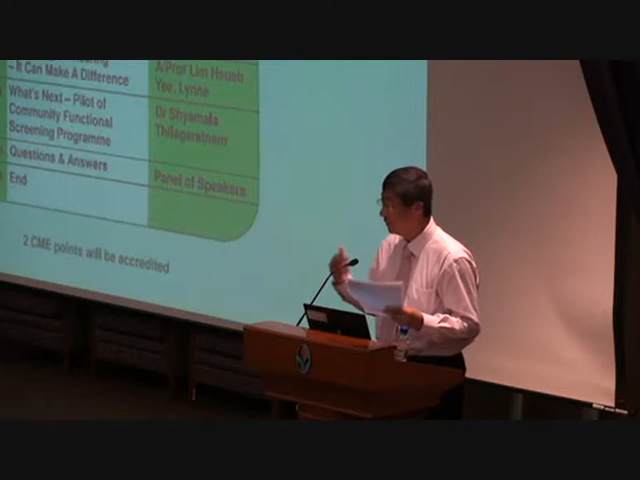 – It Can Make A Difference
A/Prof Lim Hsueh
Yee, Lynne
What's Next – Pilot of
Community Functional
Screening Programme
Dr Shyamala
Thilagaratnam
Questions & Answers
Panel of Speakers
End
2 CME points will be accredited